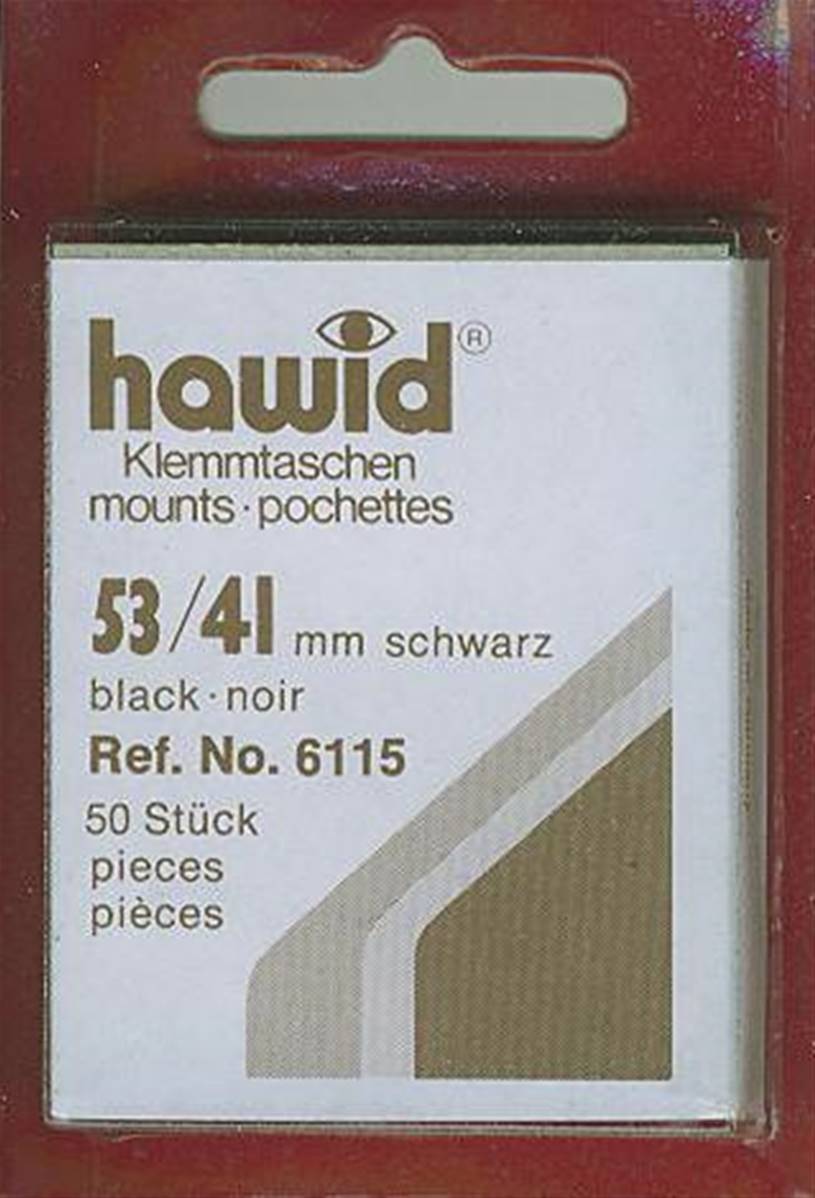 hawid®
Klemmtaschen
mounts · pochettes
53/41 mm schwarz
black · noir
Ref. No. 6115
50 Stück
pieces
pièces